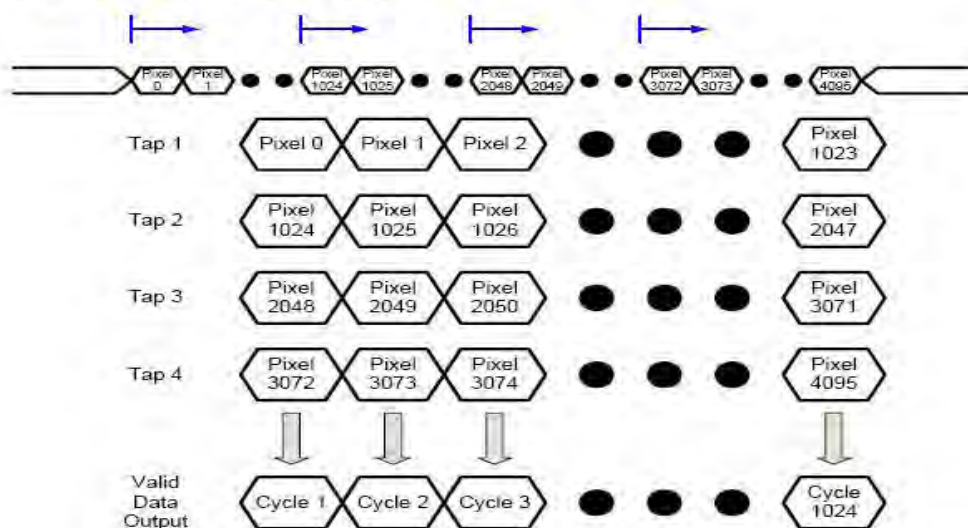 Pixel 0 Pixel 1 Pixel 1024 Pixel 1025 Pixel 2048 Pixel 2049 Pixel 3072 Pixel 3073 Pixel 4095
Tap 1 Pixel 0 Pixel 1 Pixel 2 Pixel 1023
Tap 2 Pixel 1024 Pixel 1025 Pixel 1026 Pixel 2047
Tap 3 Pixel 2048 Pixel 2049 Pixel 2050 Pixel 3071
Tap 4 Pixel 3072 Pixel 3073 Pixel 3074 Pixel 4095
Valid Data Output Cycle 1 Cycle 2 Cycle 3 Cycle 1024